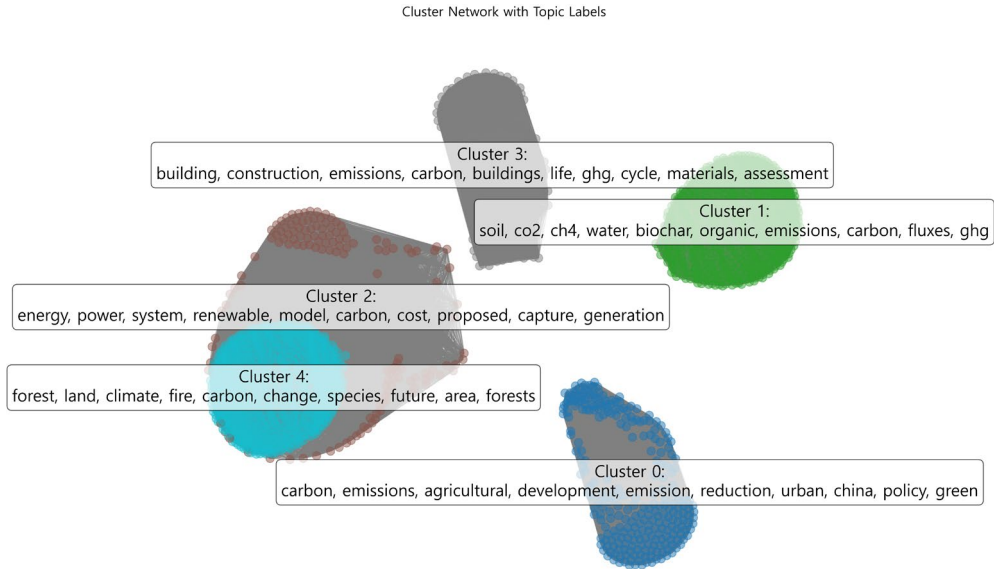 Cluster Network with Topic Labels
Cluster 3:
building, construction, emissions, carbon, buildings, life, ghg, cycle, materials, assessment
Cluster 1:
soil, co2, ch4, water, biochar, organic, emissions, carbon, fluxes, ghg
Cluster 2:
energy, power, system, renewable, model, carbon, cost, proposed, capture, generation
Cluster 4:
forest, land, climate, fire, carbon, change, species, future, area, forests
Cluster 0:
carbon, emissions, agricultural, development, emission, reduction, urban, china, policy, green